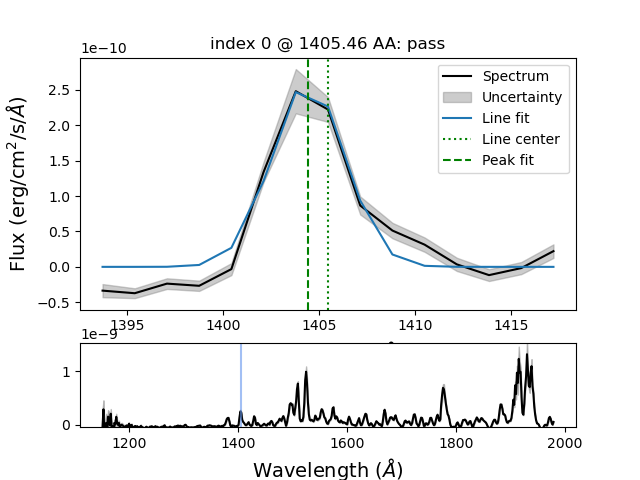 index 0 @ 1405.46 AA: pass
1e−10
Flux (erg/cm²/s/Å)
2.5
2.0
1.5
1.0
0.5
0.0
−0.5
Spectrum
Uncertainty
Line fit
Line center
Peak fit
1395 1400 1405 1410 1415
1e−9
1
0
1200 1400 1600 1800 2000
Wavelength (Å)